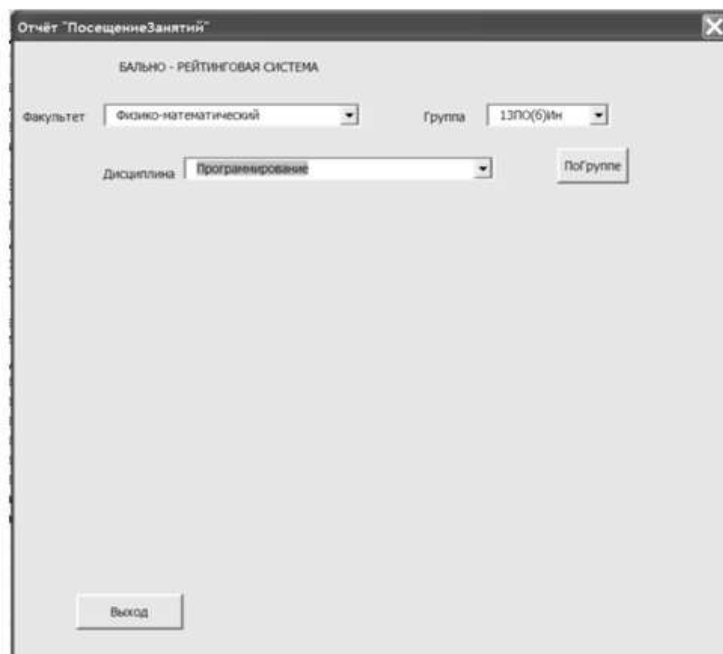 Отчёт "ПосещениеЗанятий"
БАЛЬНО - РЕЙТИНГОВАЯ СИСТЕМА
Факультет Физико-математический Группа 13ПО(б)Ин
Дисциплина Программирование ПоГруппе
Выход